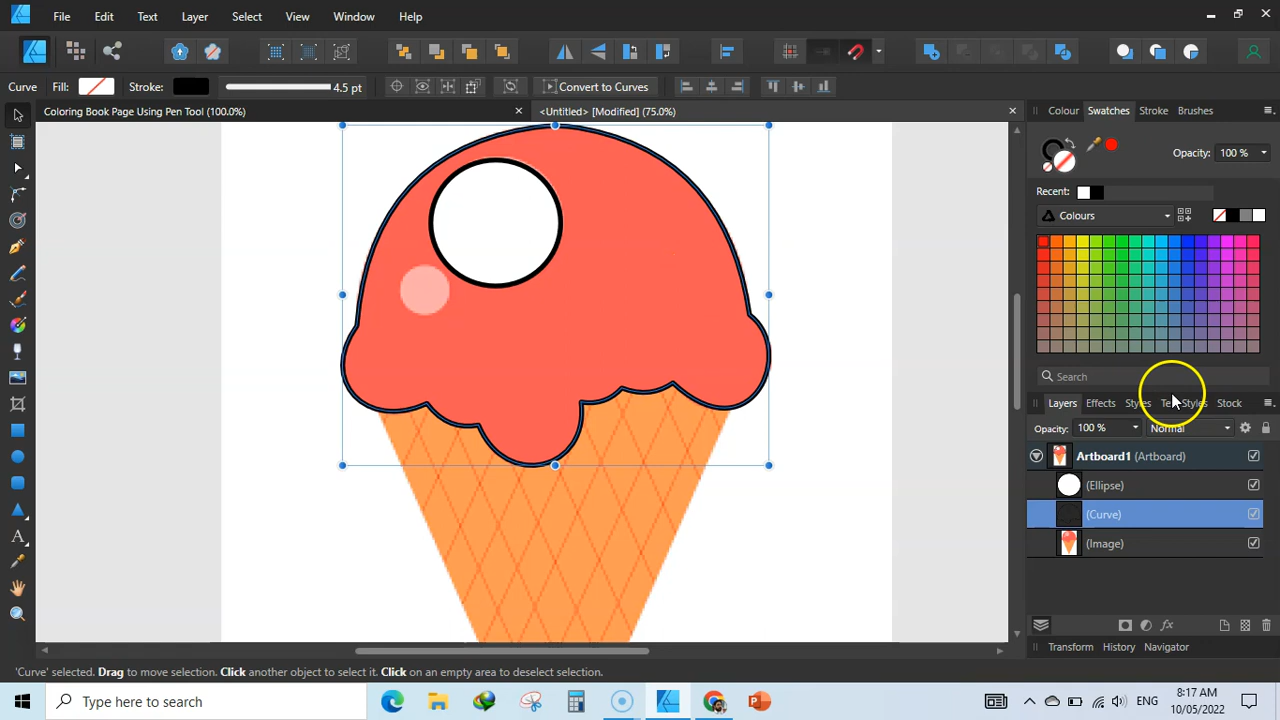 File Edit Text Layer Select View Window Help
Curve Fill: Stroke: 4.5 pt Convert to Curves
Coloring Book Page Using Pen Tool (100.0%) <Untitled> [Modified] (75.0%)
Colour Swatches Stroke Brushes
Opacity: 100 %
Recent:
Colours
Search
Layers Effects Styles Styles Stock
Opacity: 100 % Normal
Artboard1 (Artboard)
(Ellipse)
(Curve)
(Image)
Transform History Navigator
'Curve' selected. Drag to move selection. Click another object to select it. Click on an empty area to deselect selection.
Type here to search
8:17 AM
10/05/2022